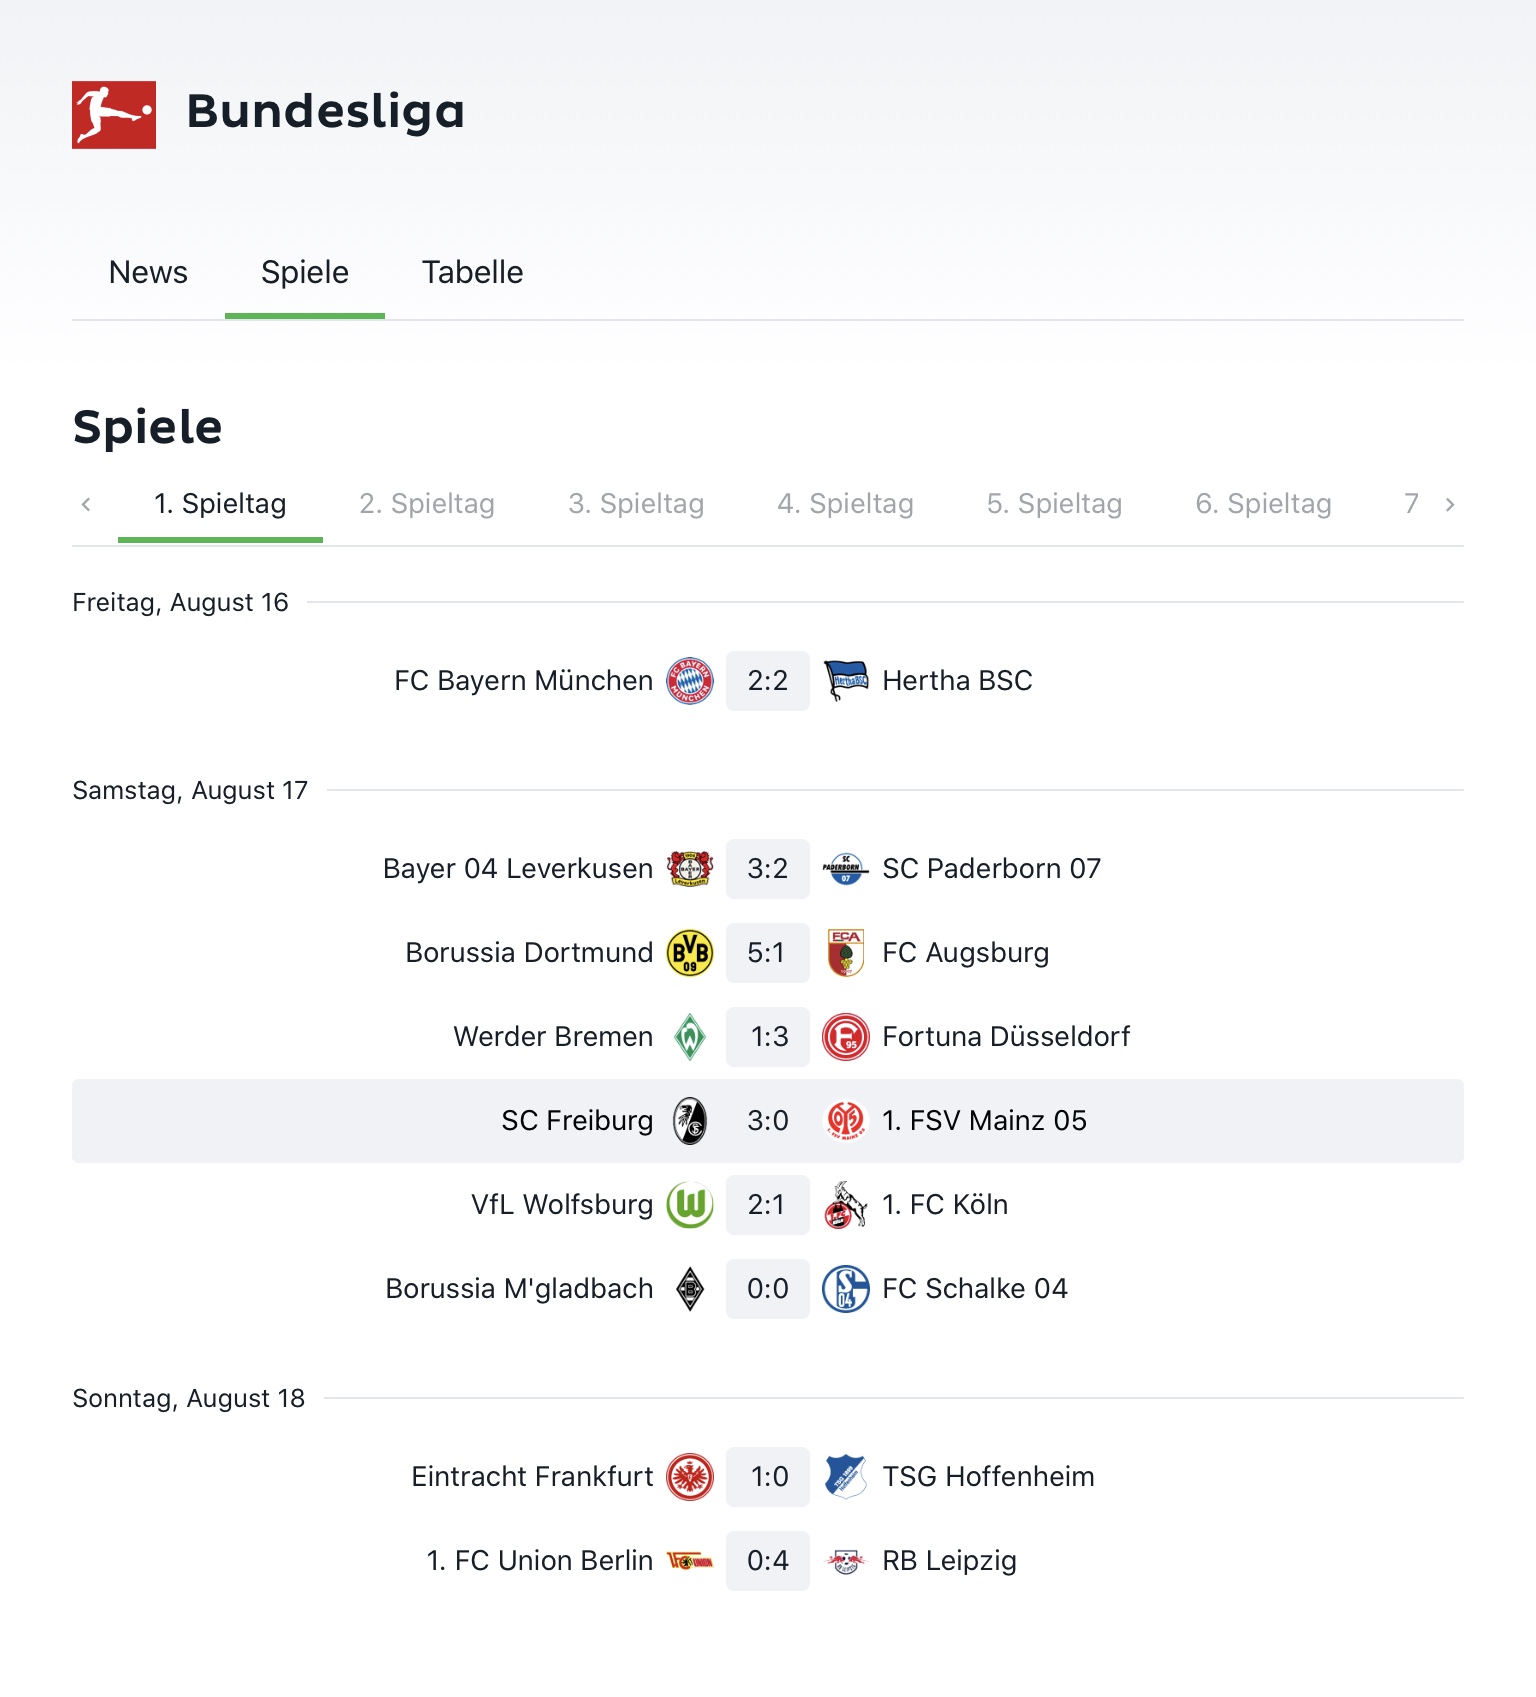 Bundesliga
News Spiele Tabelle
Spiele
‹ 1. Spieltag 2. Spieltag 3. Spieltag 4. Spieltag 5. Spieltag 6. Spieltag 7 ›
Freitag, August 16
FC Bayern München 2:2 Hertha BSC
Samstag, August 17
Bayer 04 Leverkusen 3:2 SC Paderborn 07
Borussia Dortmund 5:1 FC Augsburg
Werder Bremen 1:3 Fortuna Düsseldorf
SC Freiburg 3:0 1. FSV Mainz 05
VfL Wolfsburg 2:1 1. FC Köln
Borussia M'gladbach 0:0 FC Schalke 04
Sonntag, August 18
Eintracht Frankfurt 1:0 TSG Hoffenheim
1. FC Union Berlin 0:4 RB Leipzig